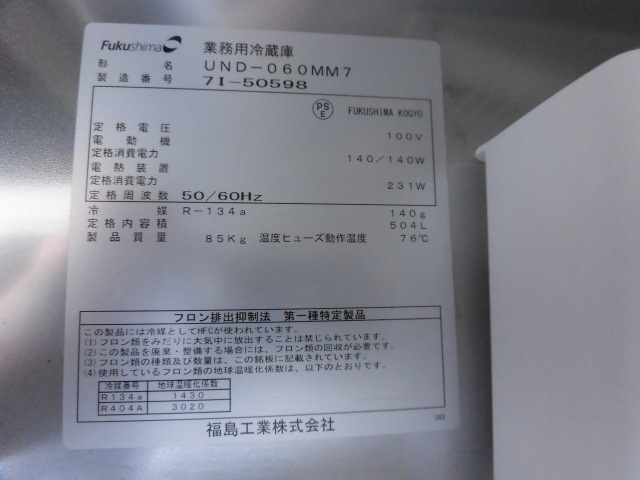 Fukushima 業務用冷蔵庫
形名 UND-060MM7
製造番号 7I-50598
PS E FUKUSHIMA KOGYO
定格電圧 100V
電動機
定格消費電力 140/140W
電熱装置
定格消費電力 231W
定格周波数 50/60Hz
冷媒 R-134a 140g
定格内容積 504L
製品質量 85Kg 温度ヒューズ動作温度 76℃
フロン排出抑制法 第一種特定製品
この製品には冷媒としてHFCが使われています。
(1)フロン類をみだりに大気中に放出することは禁じられています。
(2)この製品を廃棄・整備する場合には、フロン類の回収が必要です。
(3)フロン類の種類及び数量は、この銘板に記載されています。
(4)使用しているフロン類の地球温暖化係数は、以下のとおりです。
冷媒番号 地球温暖化係数
R134a 1430
R404A 3020
福島工業株式会社